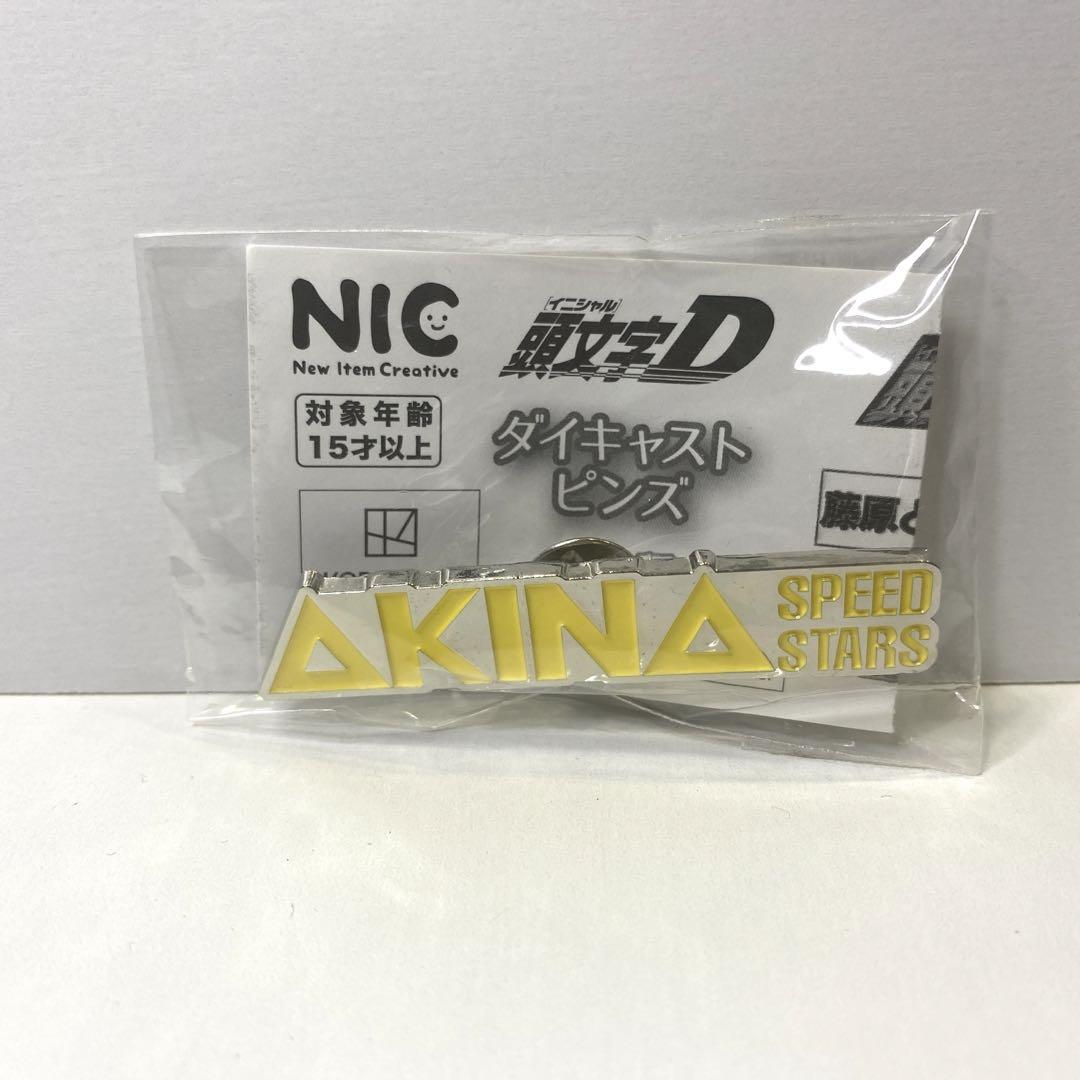 NIC
New Item Creative
対象年齢
15才以上
[イニシャル]
頭文字D
ダイキャスト
ピンズ
藤原と
AKINA SPEED
STARS